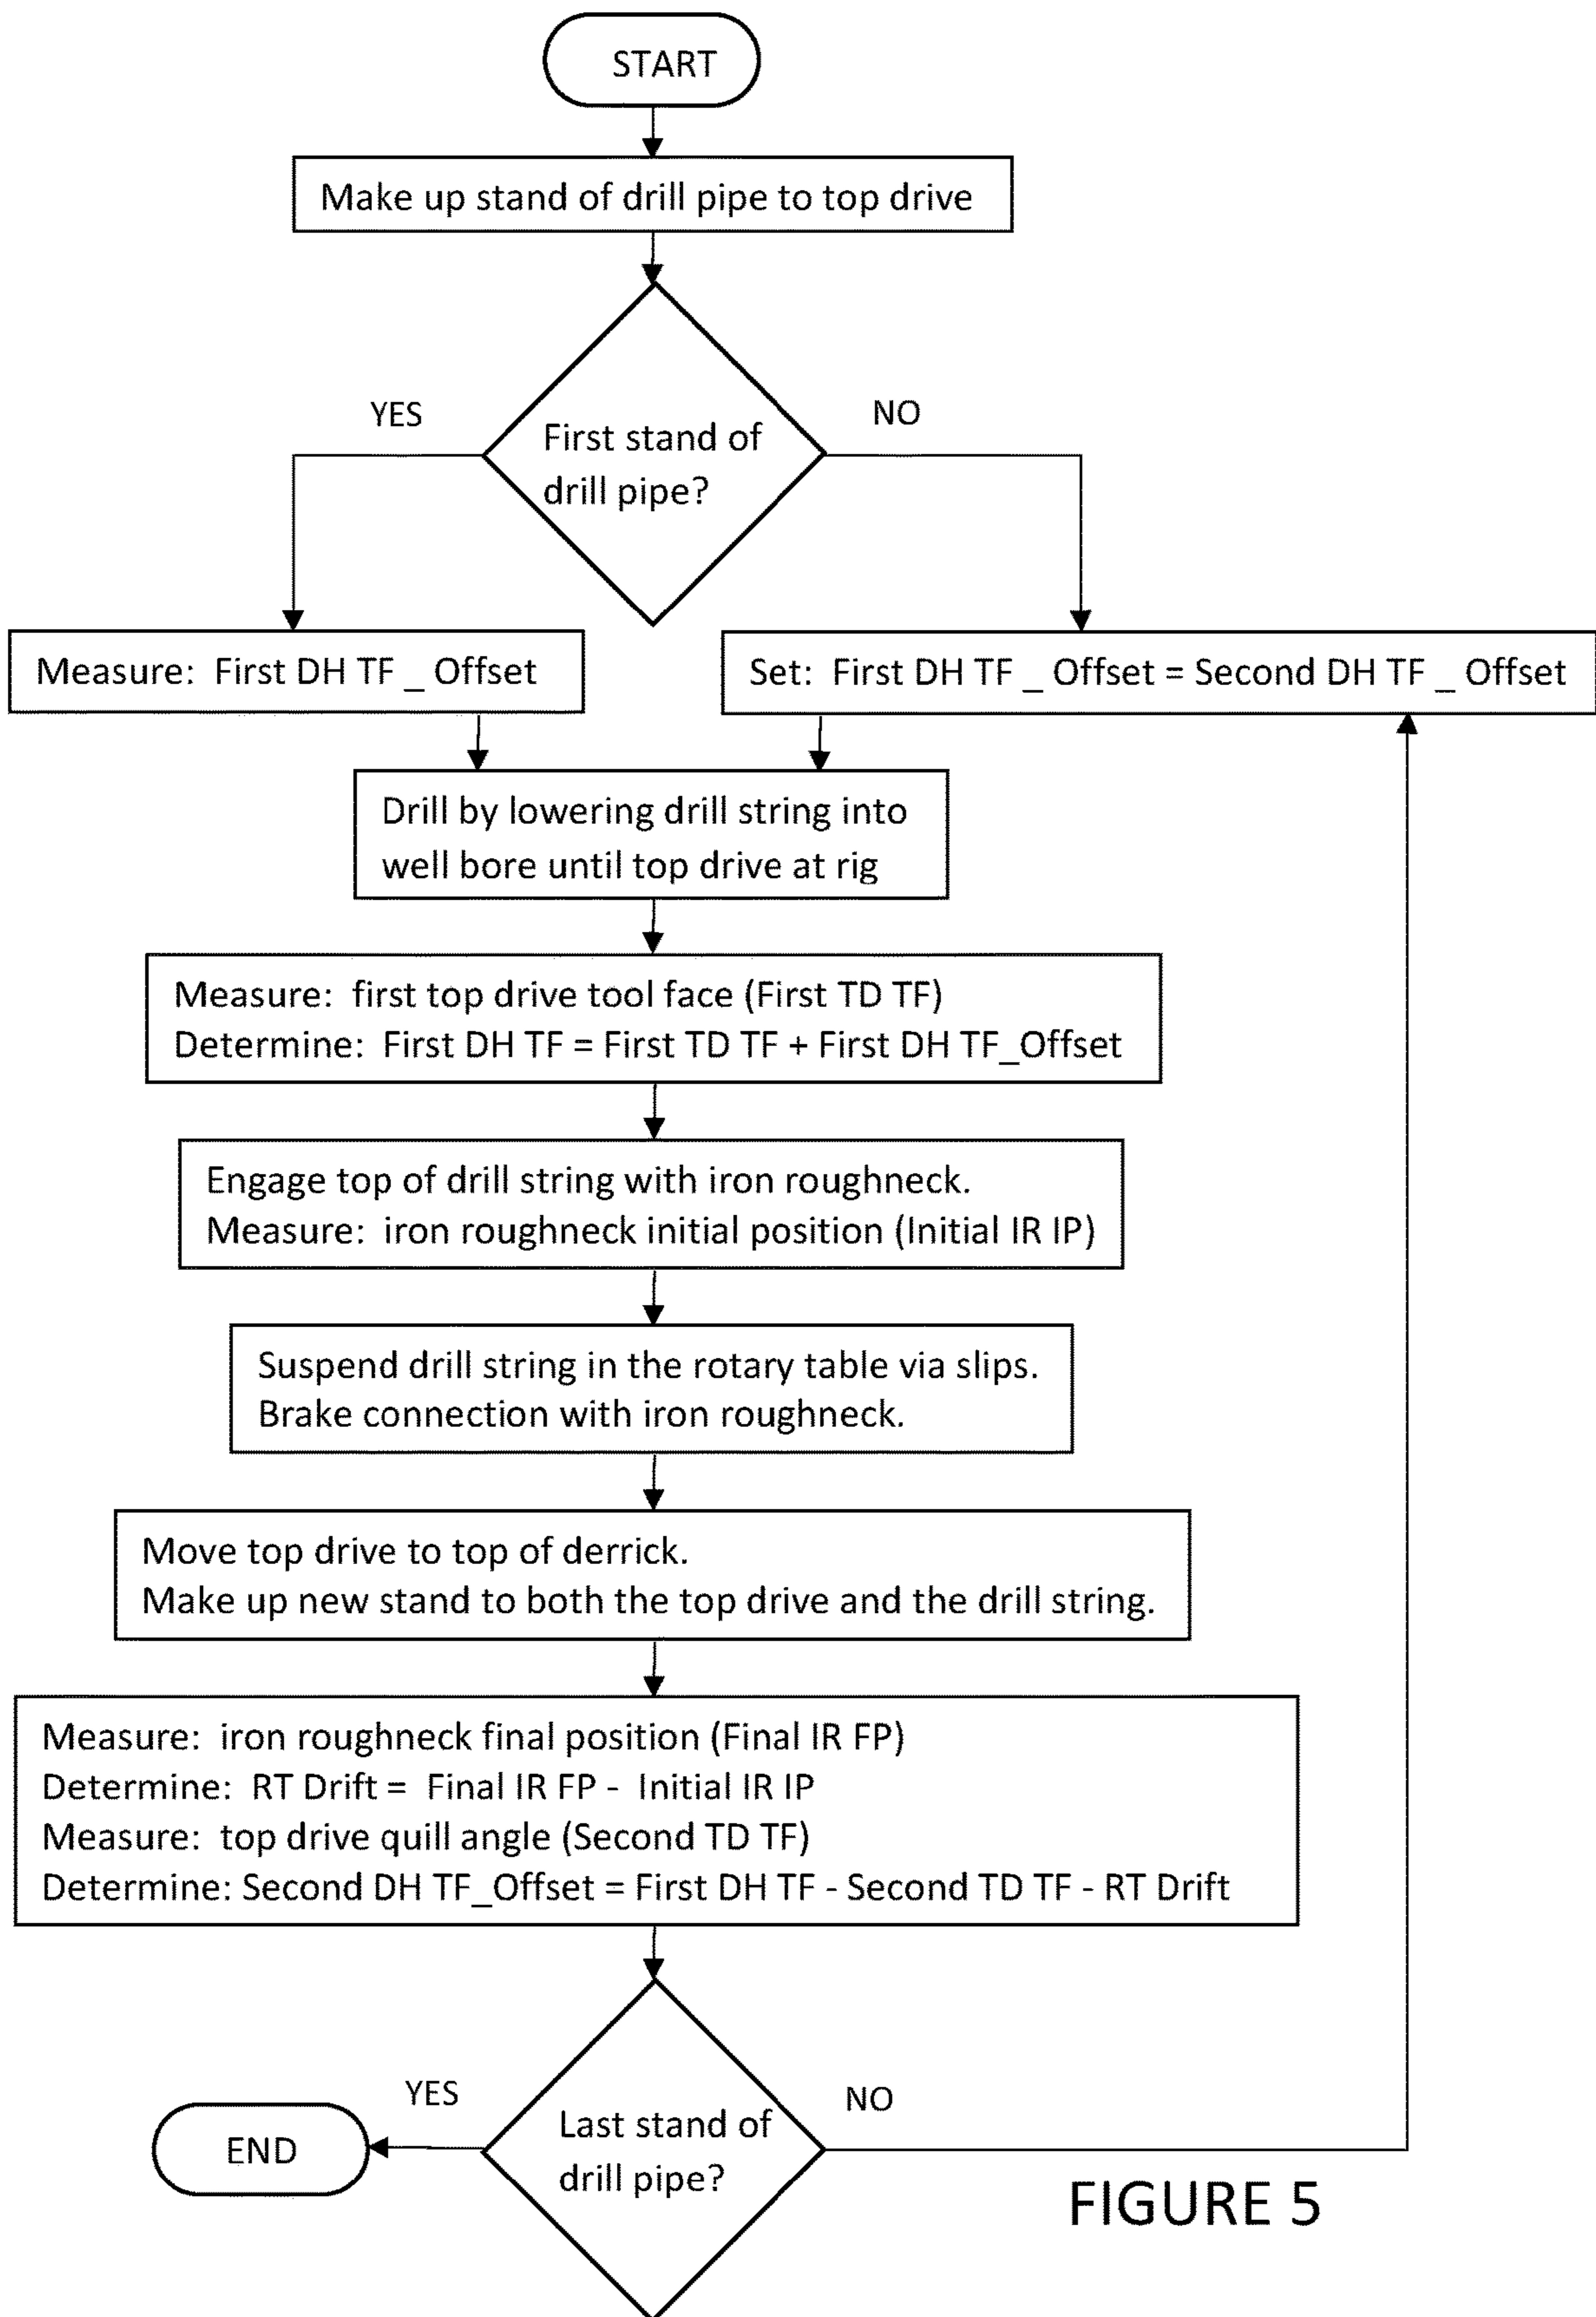 START
Make up stand of drill pipe to top drive
YES
NO
First stand of
drill pipe?
Measure: First DH TF _ Offset
Set: First DH TF _ Offset = Second DH TF _ Offset
Drill by lowering drill string into
well bore until top drive at rig
Measure: first top drive tool face (First TD TF)
Determine: First DH TF = First TD TF + First DH TF_Offset
Engage top of drill string with iron roughneck.
Measure: iron roughneck initial position (Initial IR IP)
Suspend drill string in the rotary table via slips.
Brake connection with iron roughneck.
Move top drive to top of derrick.
Make up new stand to both the top drive and the drill string.
Measure: iron roughneck final position (Final IR FP)
Determine: RT Drift = Final IR FP - Initial IR IP
Measure: top drive quill angle (Second TD TF)
Determine: Second DH TF_Offset = First DH TF - Second TD TF - RT Drift
YES
NO
Last stand of
drill pipe?
END
FIGURE 5